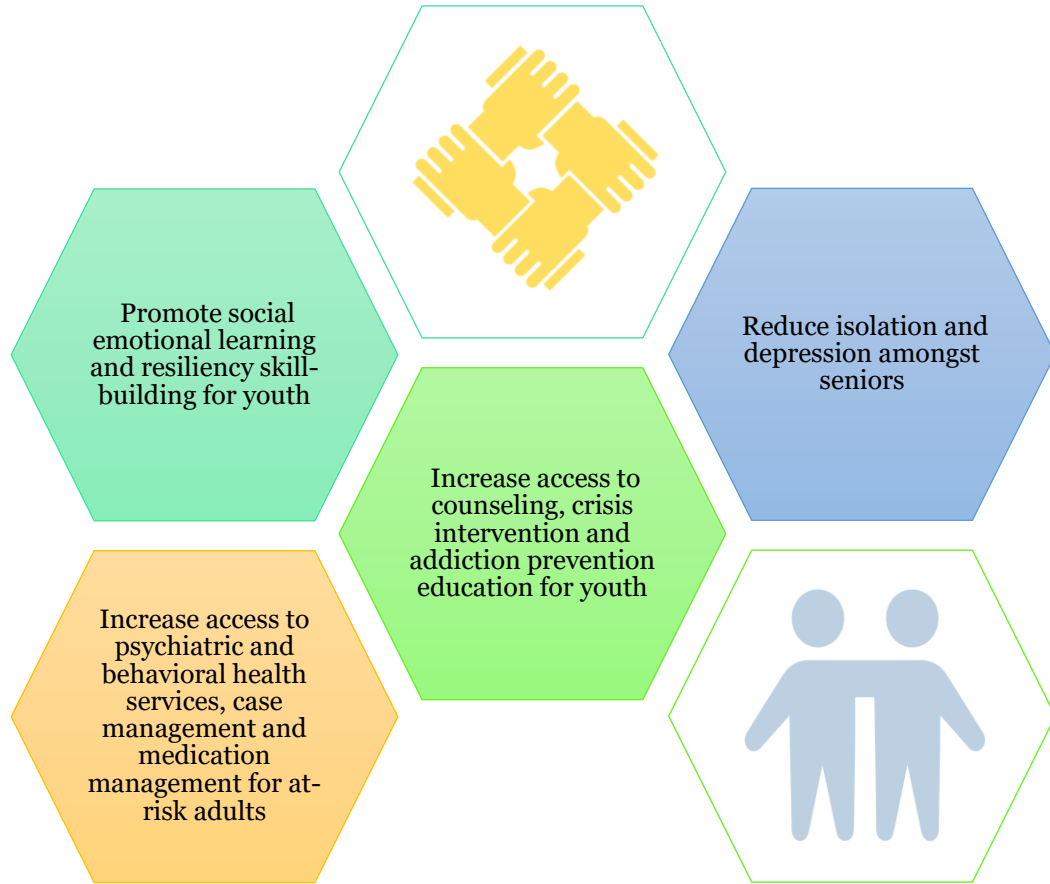 Promote social
emotional learning
and resiliency skill-
building for youth
Reduce isolation and
depression amongst
seniors
Increase access to
counseling, crisis
intervention and
addiction prevention
education for youth
Increase access to
psychiatric and
behavioral health
services, case
management and
medication
management for at-
risk adults